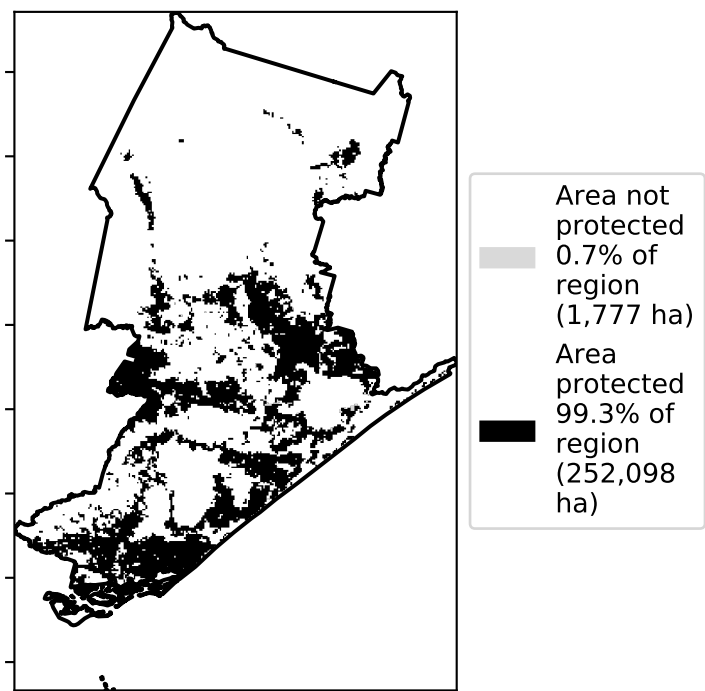 Area not
protected
0.7% of
region
(1,777 ha)
Area
protected
99.3% of
region
(252,098
ha)